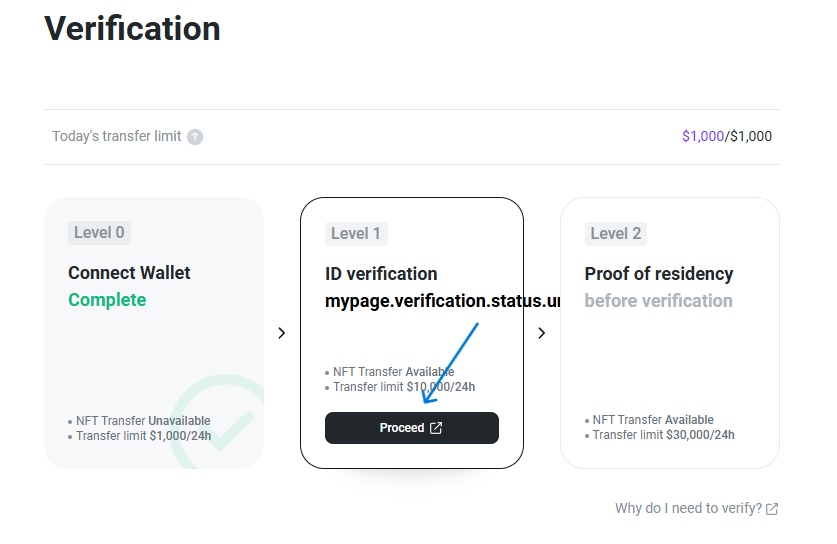 Verification
Today's transfer limit ?
$1,000/$1,000
Level 0
Connect Wallet
Complete
• NFT Transfer Unavailable
• Transfer limit $1,000/24h
Level 1
ID verification
mypage.verification.status.un
• NFT Transfer Available
• Transfer limit $10,000/24h
Proceed
Level 2
Proof of residency
before verification
• NFT Transfer Available
• Transfer limit $30,000/24h
Why do I need to verify?